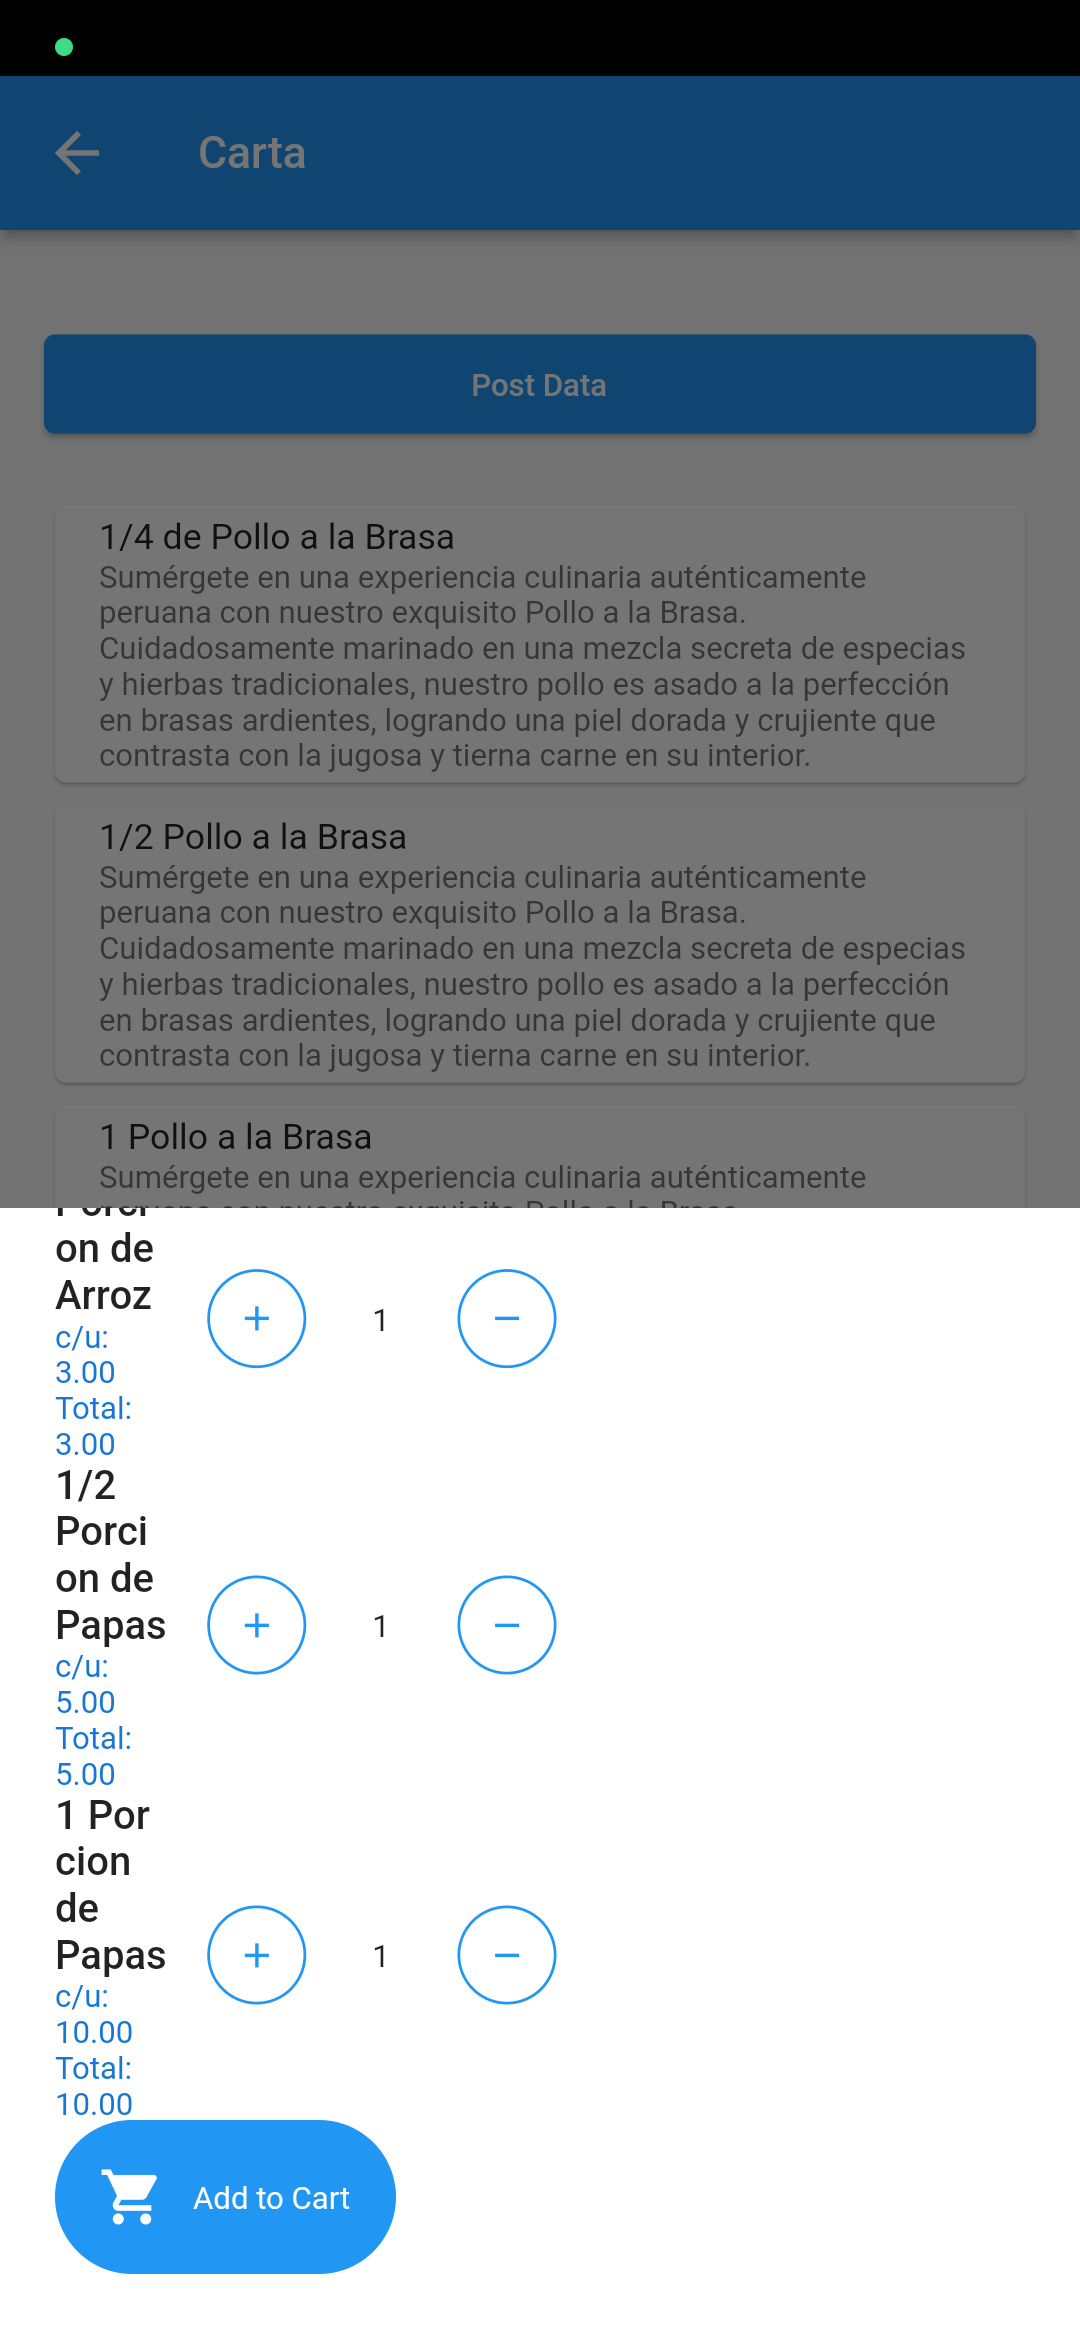 Carta
Post Data
1/4 de Pollo a la Brasa
Sumérgete en una experiencia culinaria auténticamente
peruana con nuestro exquisito Pollo a la Brasa.
Cuidadosamente marinado en una mezcla secreta de especias
y hierbas tradicionales, nuestro pollo es asado a la perfección
en brasas ardientes, logrando una piel dorada y crujiente que
contrasta con la jugosa y tierna carne en su interior.
1/2 Pollo a la Brasa
Sumérgete en una experiencia culinaria auténticamente
peruana con nuestro exquisito Pollo a la Brasa.
Cuidadosamente marinado en una mezcla secreta de especias
y hierbas tradicionales, nuestro pollo es asado a la perfección
en brasas ardientes, logrando una piel dorada y crujiente que
contrasta con la jugosa y tierna carne en su interior.
1 Pollo a la Brasa
Sumérgete en una experiencia culinaria auténticamente
Porci
on de
Arroz
c/u:
3.00
Total:
3.00
1
1/2
Porci
on de
Papas
c/u:
5.00
Total:
5.00
1
1 Por
cion
de
Papas
c/u:
10.00
Total:
10.00
1
Add to Cart